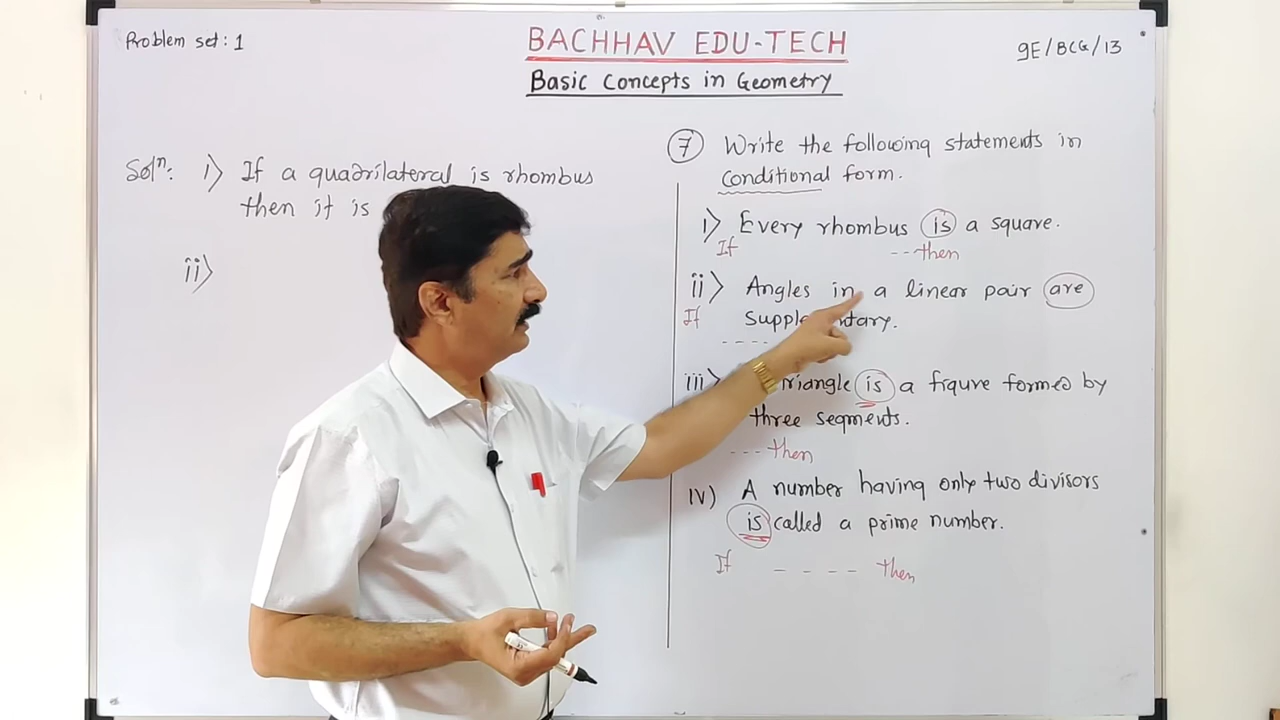 Problem set: 1
BACHHAV EDU-TECH
9E/BCG/13
Basic Concepts in Geometry
Solⁿ: i) If a quadrilateral is rhombus
then it is
ii)
7 Write the following statements in
conditional form.
i) Every rhombus is a square.
If ---then
ii) Angles in a linear pair are
If
----
iii) is a figure formed by
three segments.
---then
iv) A number having only two divisors
is called a prime number.
If ---- then